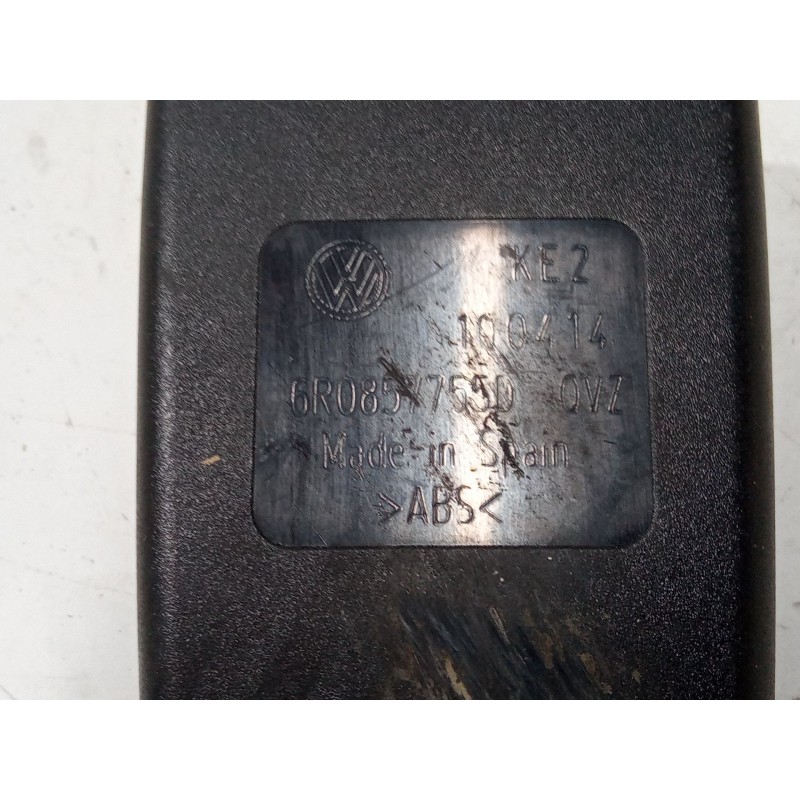 KE2
100414
6R0857755D QVZ
Made in Spain
>ABS<